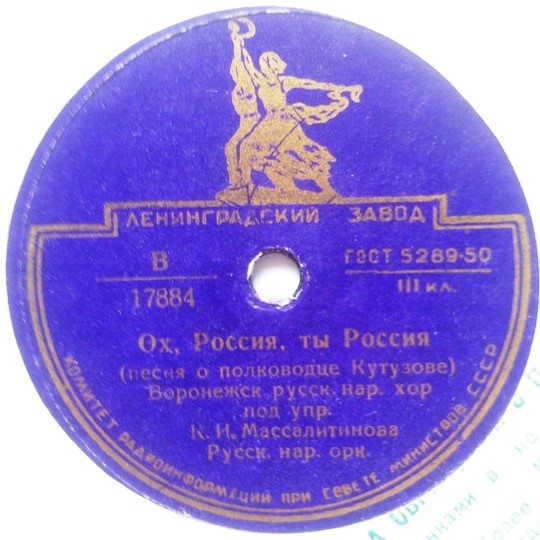 ЛЕНИНГРАДСКИЙ ЗАВОД
В
17884
ГОСТ 5289-50
III кл.
Ох, Россия, ты Россия
(песня о полководце Кутузове)
Воронежск. русск. нар. хор
под упр.
К. И. Массалитинова
Русск. нар. орк.
КОМИТЕТ РАДИОИНФОРМАЦИЙ ПРИ СОВЕТЕ МИНИСТРОВ СССР